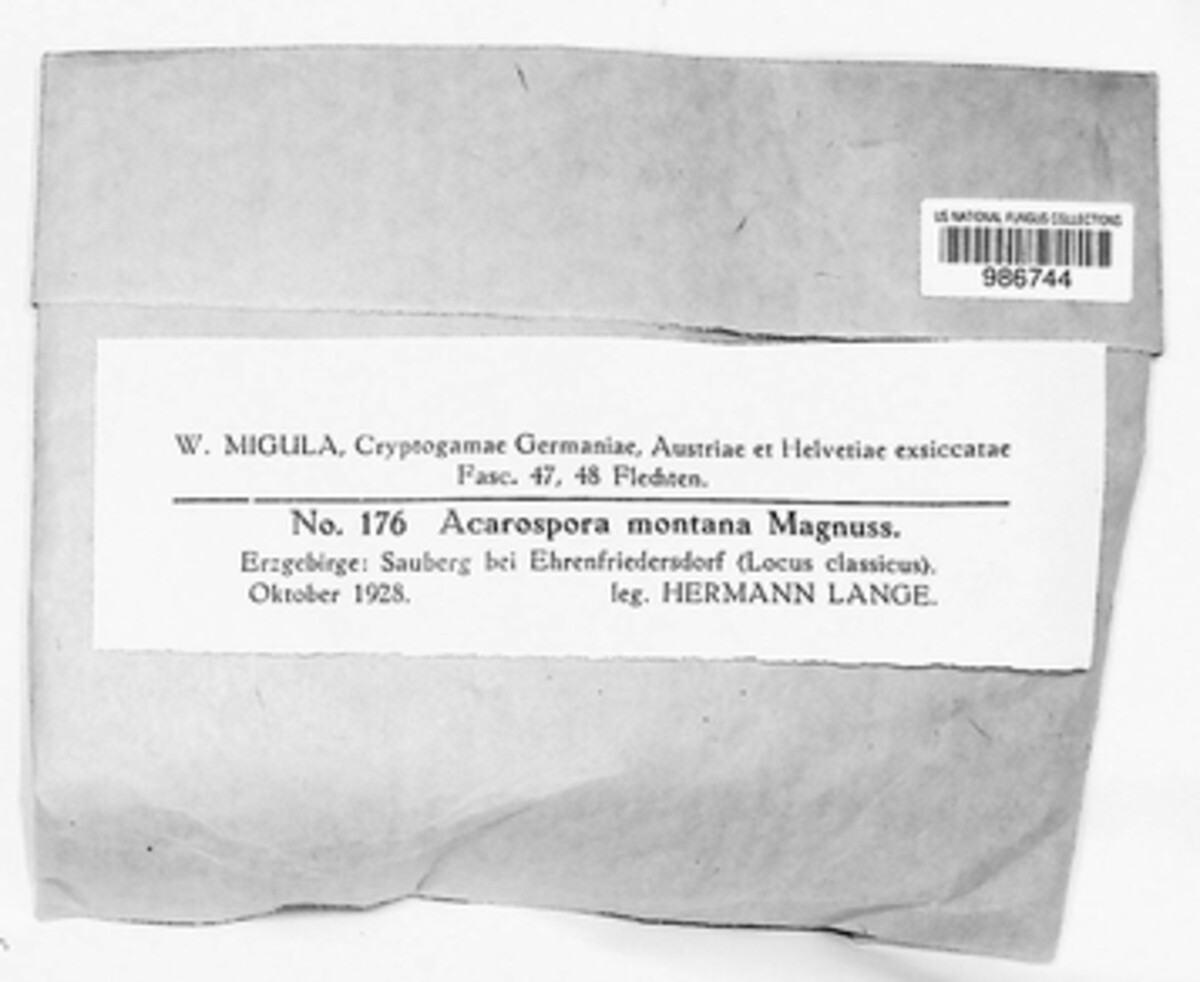 US NATIONAL FUNGUS COLLECTIONS
986744
W. MIGULA, Cryptogamae Germaniae, Austriae et Helvetiae exsiccatae
Fasc. 47, 48 Flechten.
No. 176 Acarospora montana Magnuss.
Erzgebirge: Sauberg bei Ehrenfriedersdorf (Locus classicus).
Oktober 1928. leg. HERMANN LANGE.